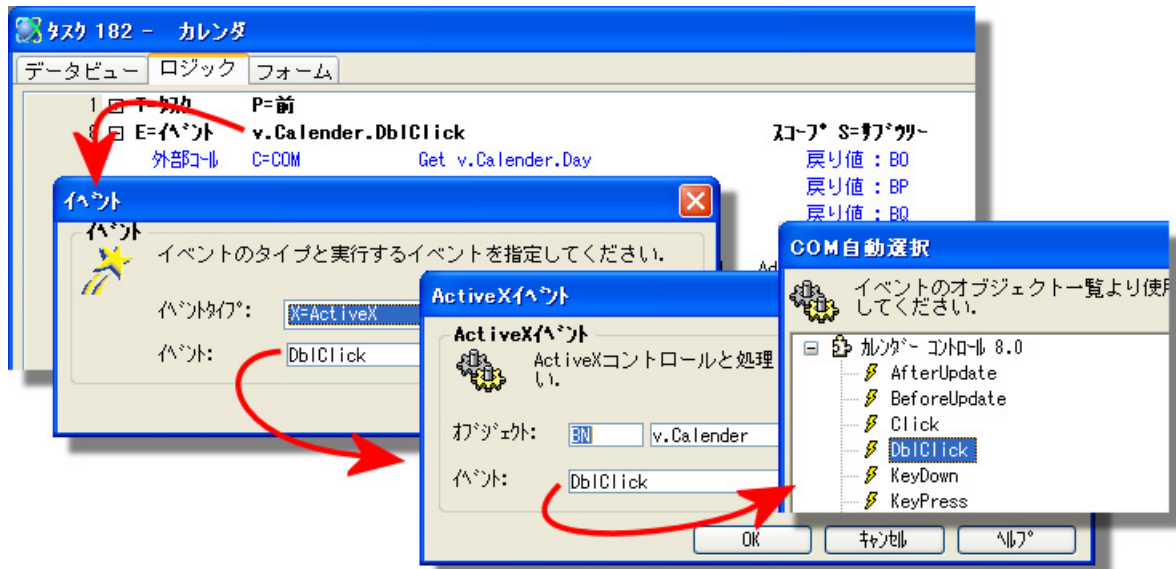 タスク 182 - カレンダ
データビュー ロジック フォーム
1 T=タスク P=前
8 E=イベント v.Calender.DblClick スコープ S=サブツリー
外部コール C=COM Get v.Calender.Day 戻り値：BO
戻り値：BP
戻り値：BQ
イベント
イベント
イベントのタイプと実行するイベントを指定してください.
イベントタイプ: X=ActiveX
イベント: DblClick
Ad
ActiveXイベント
ActiveXイベント
ActiveXコントロールと処理
い.
オブジェクト: BN v.Calender
イベント: DblClick
OK キャンセル ヘルプ
COM自動選択
イベントのオブジェクト一覧より使用
してください.
カレンダー コントロール 8.0
AfterUpdate
BeforeUpdate
Click
DblClick
KeyDown
KeyPress